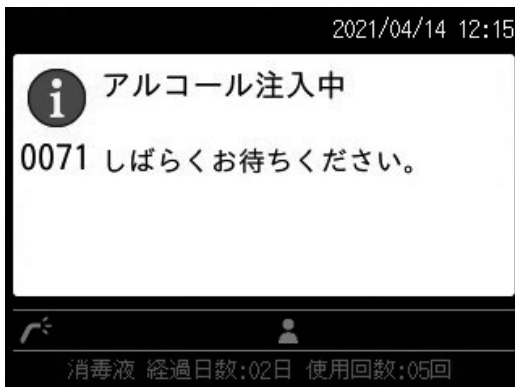 2021/04/14 12:15
アルコール注入中
0071 しばらくお待ちください。
消毒液 経過日数:02日 使用回数:05回